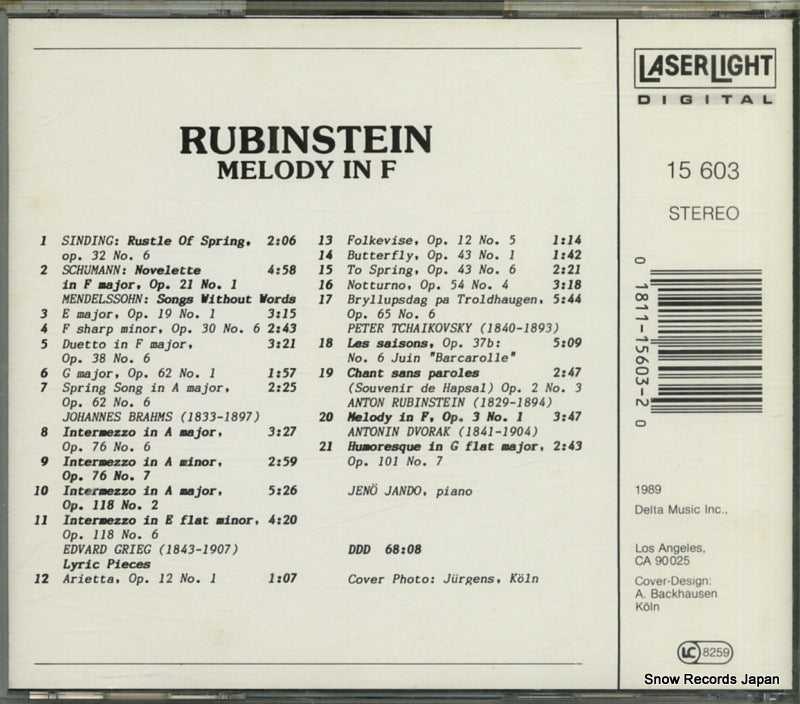 RUBINSTEIN
MELODY IN F
1 SINDING: Rustle Of Spring, 2:06
op. 32 No. 6
2 SCHUMANN: Novelette 4:58
in F major, Op. 21 No. 1
MENDELSSOHN: Songs Without Words
3 E major, Op. 19 No. 1 3:15
4 F sharp minor, Op. 30 No. 6 2:43
5 Duetto in F major, 3:21
Op. 38 No. 6
6 G major, Op. 62 No. 1 1:57
7 Spring Song in A major, 2:25
Op. 62 No. 6
JOHANNES BRAHMS (1833-1897)
8 Intermezzo in A major, 3:27
Op. 76 No. 6
9 Intermezzo in A minor, 2:59
Op. 76 No. 7
10 Intermezzo in A major, 5:26
Op. 118 No. 2
11 Intermezzo in E flat minor, 4:20
Op. 118 No. 6
EDVARD GRIEG (1843-1907)
Lyric Pieces
12 Arietta, Op. 12 No. 1 1:07
13 Folkevise, Op. 12 No. 5 1:14
14 Butterfly, Op. 43 No. 1 1:42
15 To Spring, Op. 43 No. 6 2:21
16 Notturno, Op. 54 No. 4 3:18
17 Bryllupsdag pa Troldhaugen, 5:44
Op. 65 No. 6
PETER TCHAIKOVSKY (1840-1893)
18 Les saisons, Op. 37b: 5:09
No. 6 Juin "Barcarolle"
19 Chant sans paroles 2:47
(Souvenir de Hapsal) Op. 2 No. 3
ANTON RUBINSTEIN (1829-1894)
20 Melody in F, Op. 3 No. 1 3:47
ANTONIN DVORAK (1841-1904)
21 Humoresque in G flat major, 2:43
Op. 101 No. 7
JENÖ JANDO, piano
DDD 68:08
Cover Photo: Jürgens, Köln
LASERLIGHT
DIGITAL
15 603
STEREO
0 1811-15603-2 0
1989
Delta Music Inc.,
Los Angeles,
CA 90025
Cover-Design:
A. Backhausen
Köln
LC 8259
Snow Records Japan